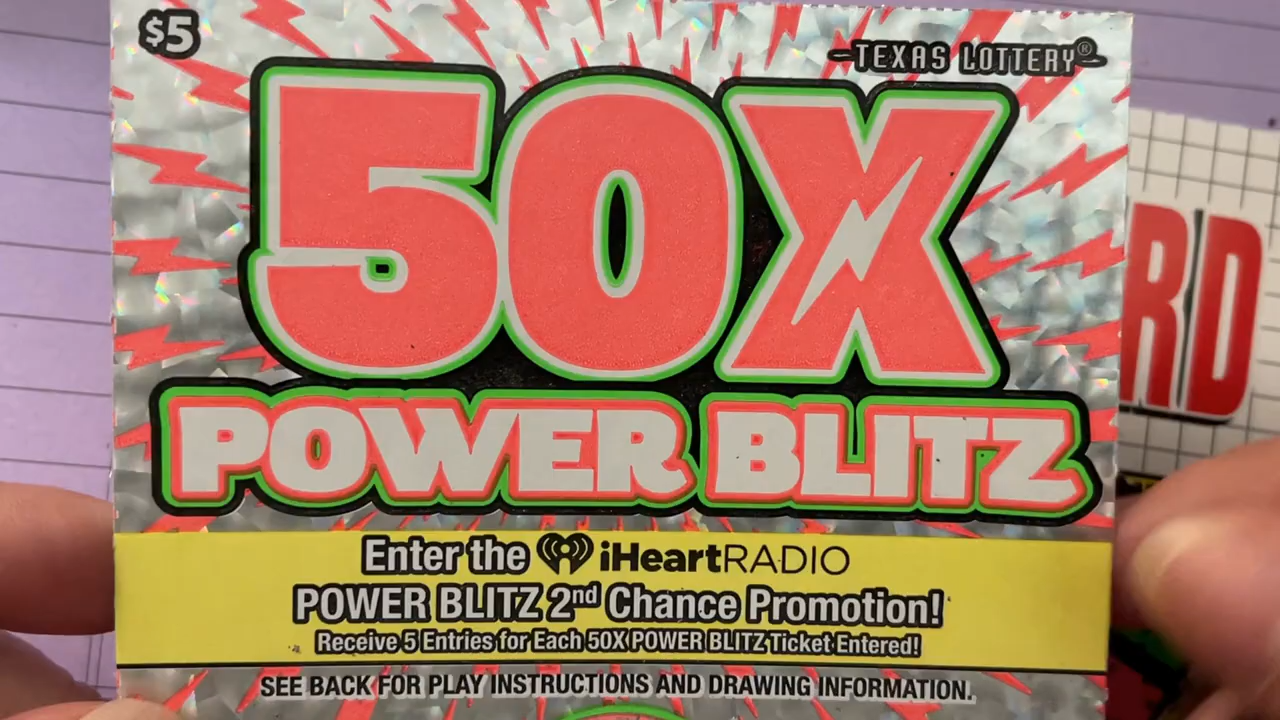 $5
TEXAS LOTTERY®
50X
POWER BLITZ
RD
Enter the iHeartRADIO
POWER BLITZ 2nd Chance Promotion!
Receive 5 Entries for Each 50X POWER BLITZ Ticket Entered!
SEE BACK FOR PLAY INSTRUCTIONS AND DRAWING INFORMATION.